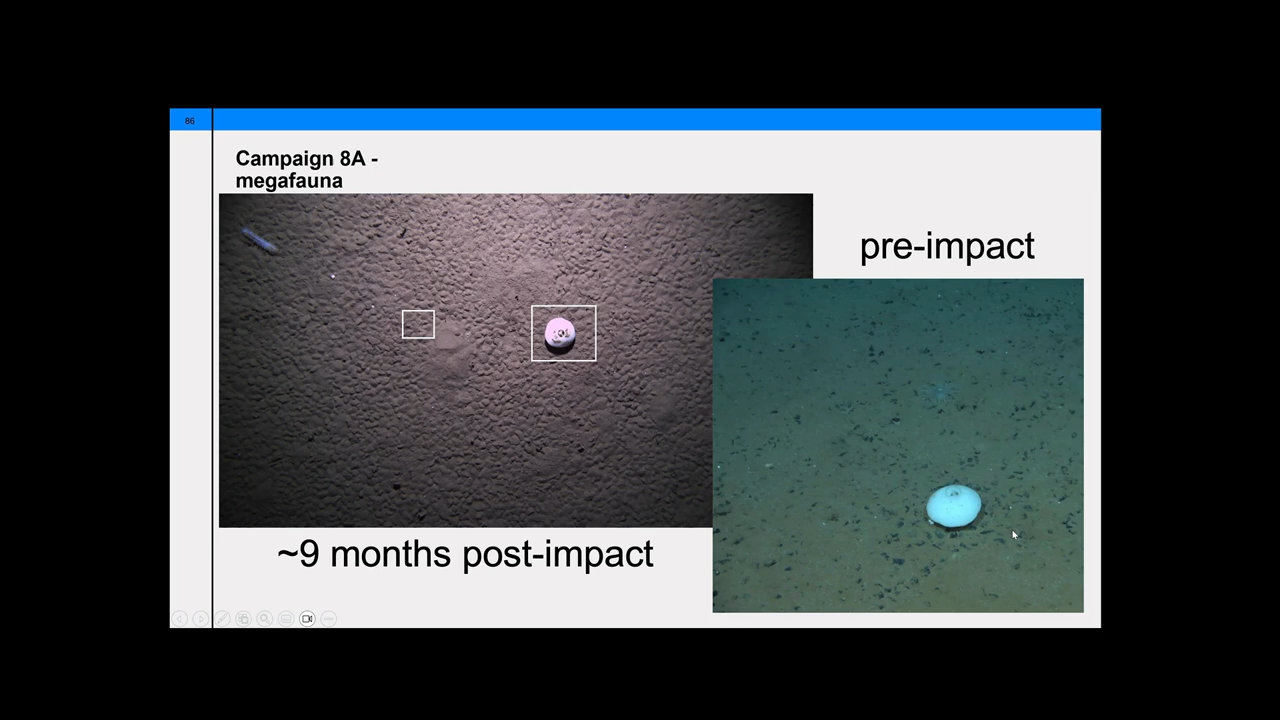 86
Campaign 8A -
megafauna
pre-impact
~9 months post-impact